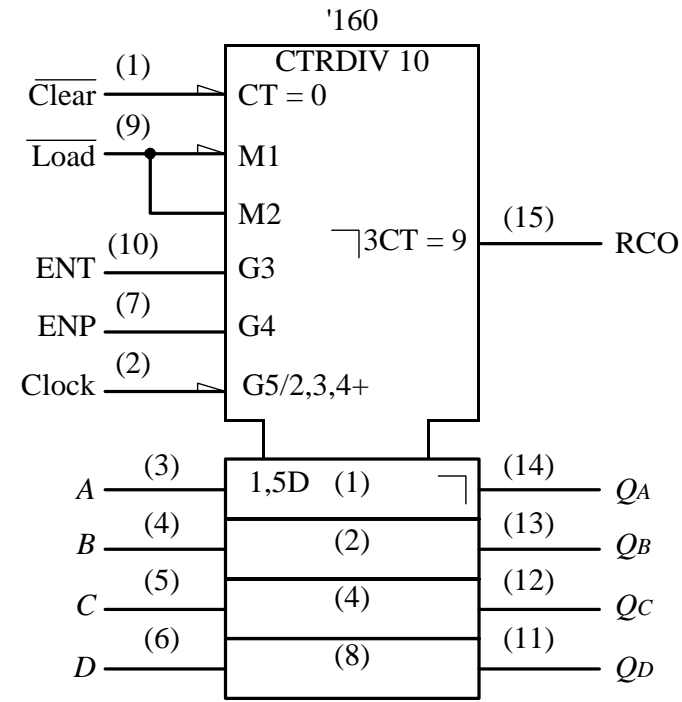 '160
CTRDIV 10
(1)
Clear
CT = 0
(9)
Load
M1
M2
(15)
3CT = 9
RCO
(10)
ENT
G3
(7)
ENP
G4
(2)
Clock
G5/2,3,4+
(3)
A
1,5D (1)
(14)
QA
(4)
B
(2)
(13)
QB
(5)
C
(4)
(12)
QC
(6)
D
(8)
(11)
QD